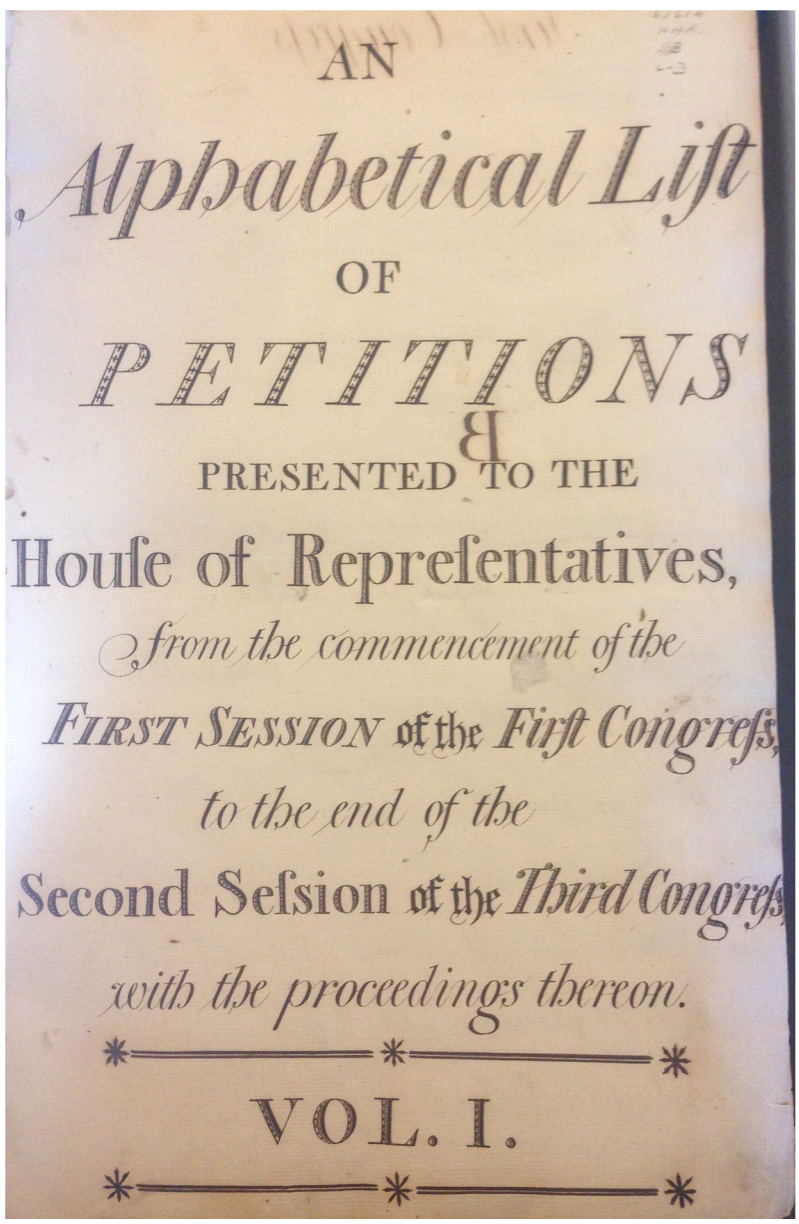 AN
Alphabetical Liſt
OF
PETITIONS
B
PRESENTED TO THE
Houſe of Repreſentatives,
from the commencement of the
FIRST SESSION of the Firſt Congreſs,
to the end of the
Second Seſsion of the Third Congreſs,
with the proceedings thereon.
VOL. I.